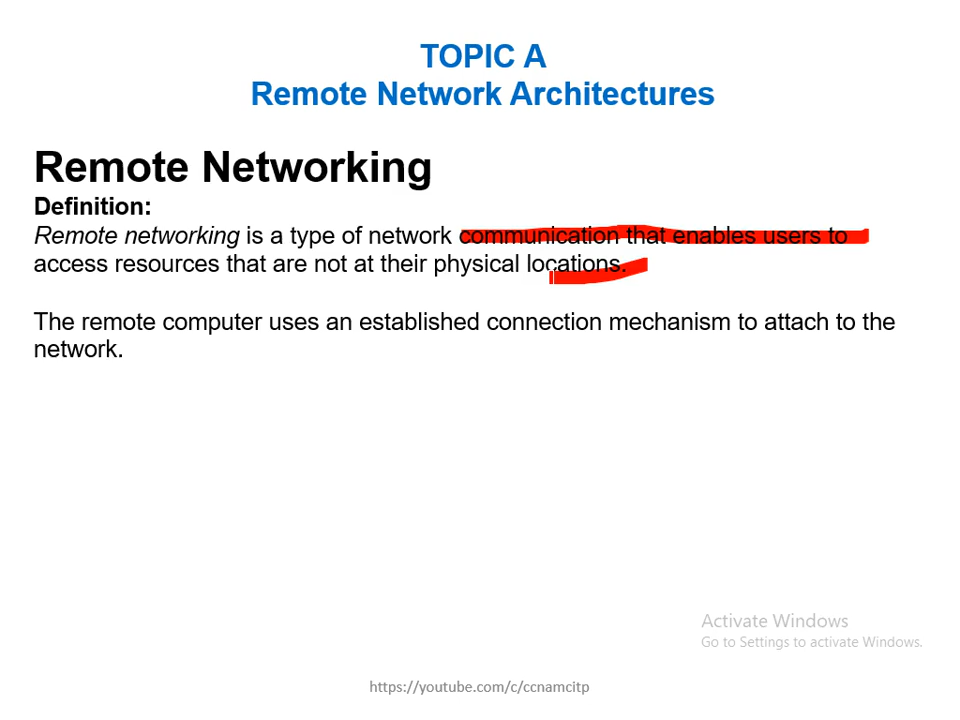 TOPIC A
Remote Network Architectures
Remote Networking
Definition:
Remote networking is a type of network communication that enables users to
access resources that are not at their physical locations.
The remote computer uses an established connection mechanism to attach to the
network.
Activate Windows
Go to Settings to activate Windows.
https://youtube.com/c/ccnamcitp